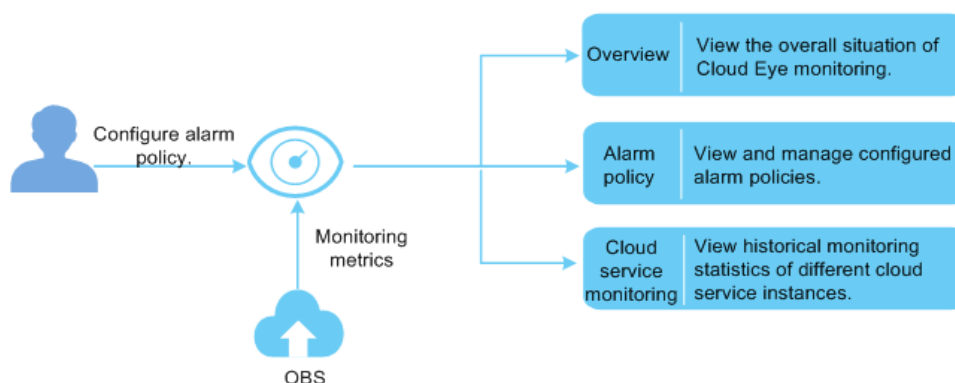 Configure alarm
policy.
Monitoring
metrics
OBS
Overview
View the overall situation of
Cloud Eye monitoring.
Alarm
policy
View and manage configured
alarm policies.
Cloud
service
monitoring
View historical monitoring
statistics of different cloud
service instances.